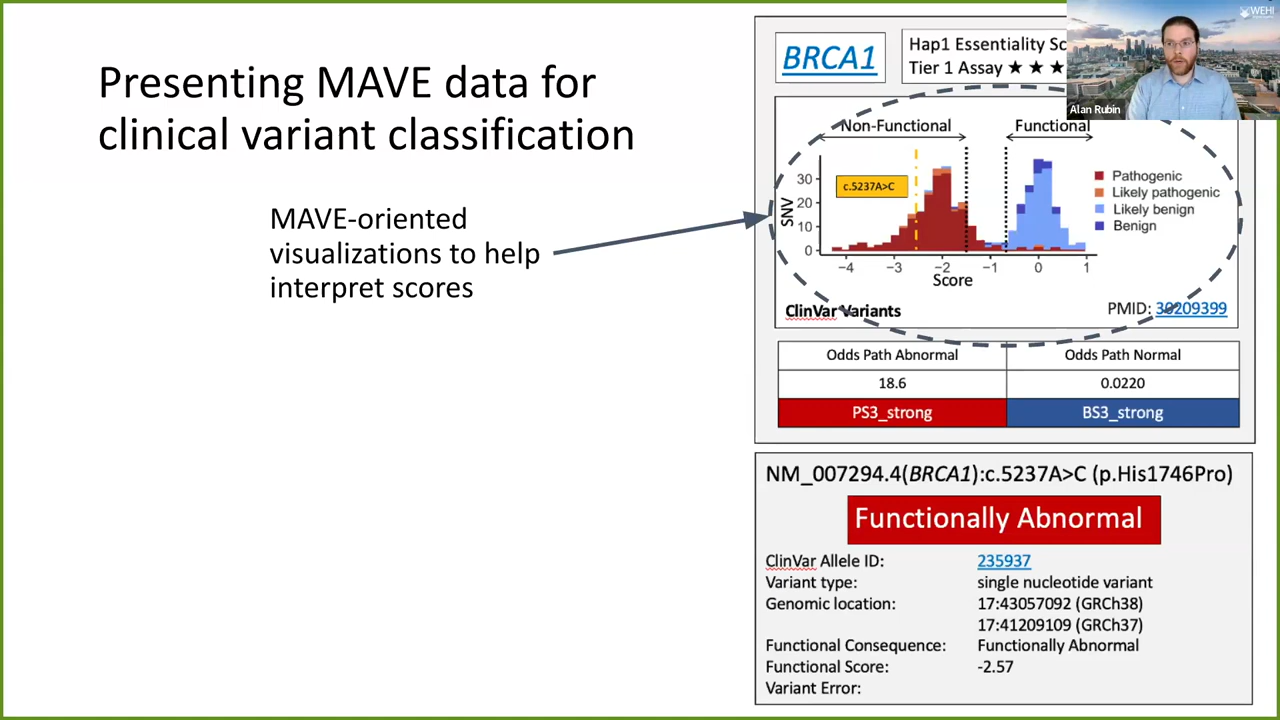 Presenting MAVE data for
clinical variant classification
MAVE-oriented
visualizations to help
interpret scores
BRCA1
Hap1 Essentiality Sc
Tier 1 Assay ★ ★ ★
WEHI
Alan Rubin
Non-Functional
Functional
c.5237A>C
SNV
30
20
10
0
−4
−3
−2
−1
0
1
Score
Pathogenic
Likely pathogenic
Likely benign
Benign
ClinVar Variants
PMID: 30209399
Odds Path Abnormal
Odds Path Normal
18.6
0.0220
PS3_strong
BS3_strong
NM_007294.4(BRCA1):c.5237A>C (p.His1746Pro)
Functionally Abnormal
ClinVar Allele ID: 235937
Variant type: single nucleotide variant
Genomic location: 17:43057092 (GRCh38)
17:41209109 (GRCh37)
Functional Consequence: Functionally Abnormal
Functional Score: -2.57
Variant Error: